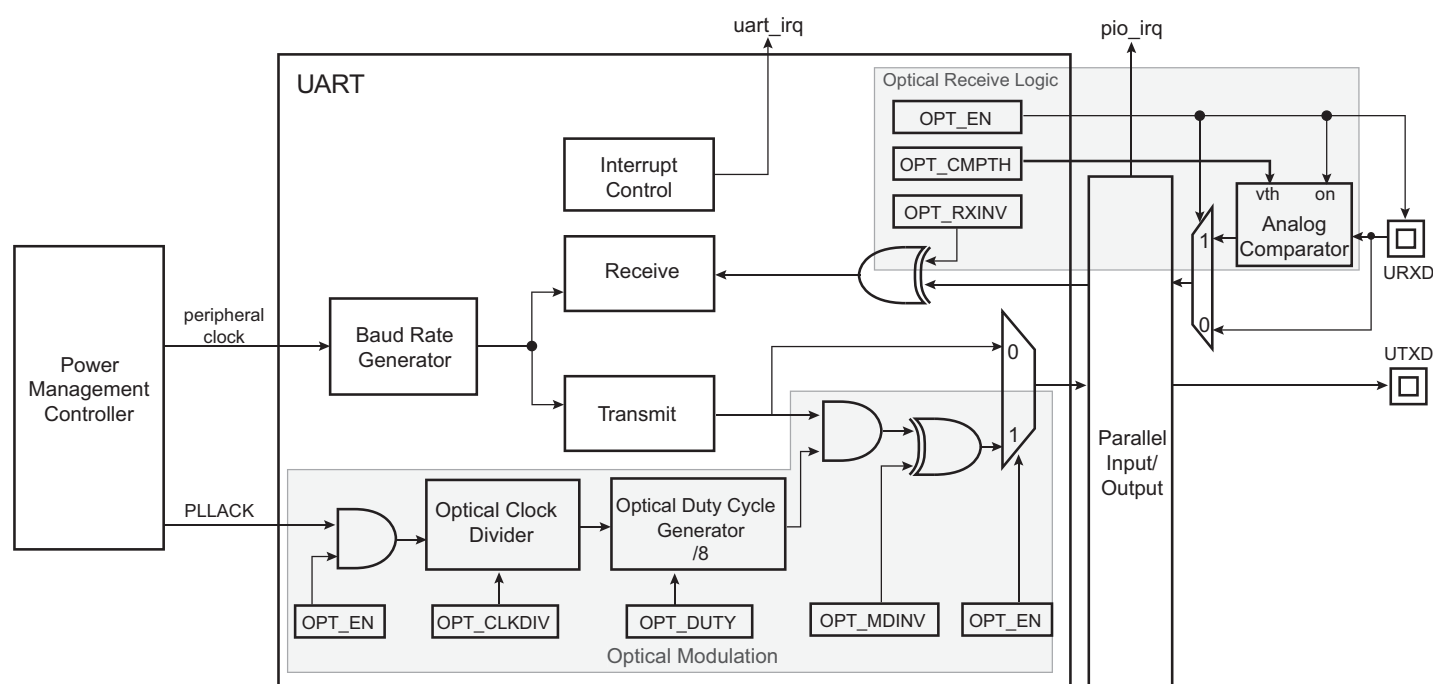 uart_irq
pio_irq
UART
Optical Receive Logic
OPT_EN
Interrupt
Control
OPT_CMPTH
OPT_RXINV
vth
on
Analog
Comparator
1
0
URXD
Receive
peripheral
clock
Baud Rate
Generator
Power
Management
Controller
0
1
UTXD
Transmit
Parallel
Input/
Output
PLLACK
Optical Clock
Divider
Optical Duty Cycle
Generator
/8
OPT_EN
OPT_CLKDIV
OPT_DUTY
OPT_MDINV
OPT_EN
Optical Modulation